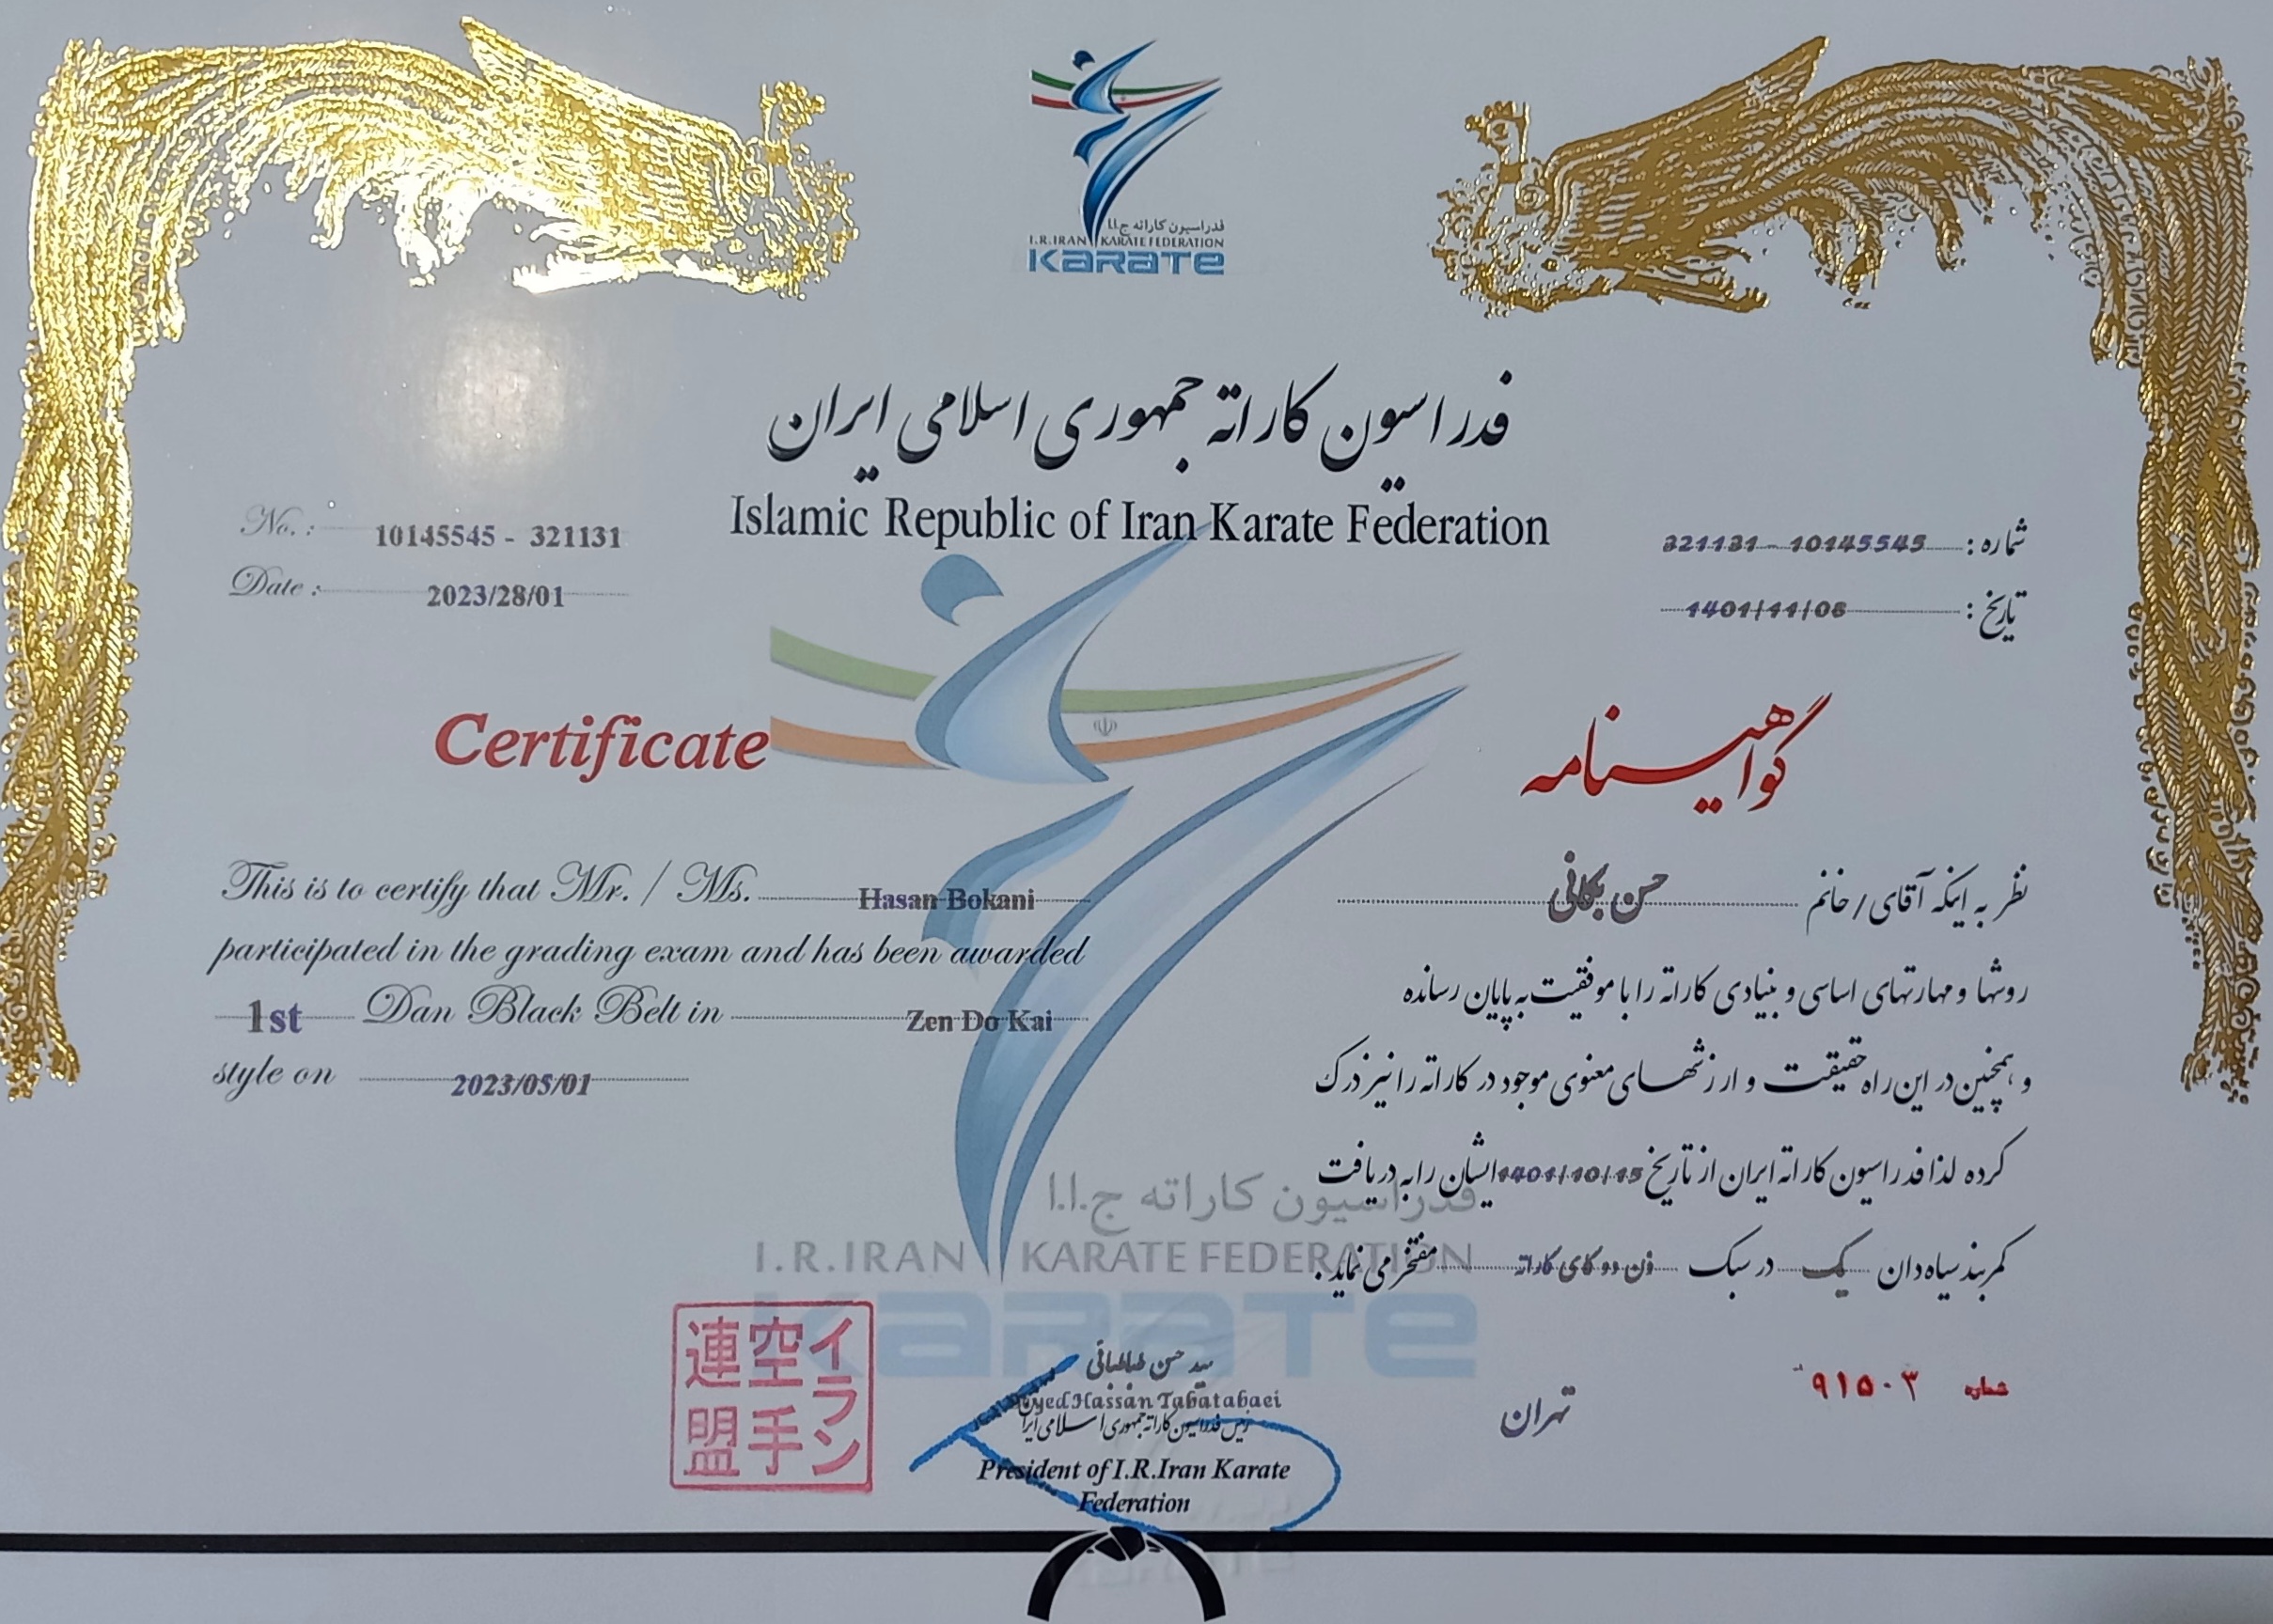 فدراسیون کاراته ج.ا.ا
I.R.IRAN KARATE FEDERATION
KARATE
فدراسیون کاراته جمهوری اسلامی ایران
Islamic Republic of Iran Karate Federation
No. : 10145545 - 321131
Date : 2023/28/01
Certificate
This is to certify that Mr. / Ms. Hasan Bokani
participated in the grading exam and has been awarded
1st Dan Black Belt in Zen Do Kai
style on 2023/05/01
شماره : 321131 - 10145545
تاریخ : 1401/11/08
گواهینامه
نظر به اینکه آقای / خانم حسن بکانی
روشها و مهارتهای اساسی و بنیادی کاراته را با موفقیت به پایان رسانده
و همچنین در این راه حقیقت و ارزشهای معنوی موجود در کاراته را نیز درک
کرده لذا فدراسیون کاراته ایران از تاریخ 1401/10/15 ایشان را به دریافت
کمربند سیاه دان یک در سبک ذن دو کای کاراته مفتخر می نماید .
فدراسیون کاراته ج.ا.ا
I.R.IRAN KARATE FEDERATION
KARATE
イラン
空手
連盟
سید حسن طباطبائی
Seyed Hassan Tabatabaei
رئیس فدراسیون کاراته جمهوری اسلامی ایران
President of I.R.Iran Karate
Federation
تهران
شماره ۹۱۵۰۳